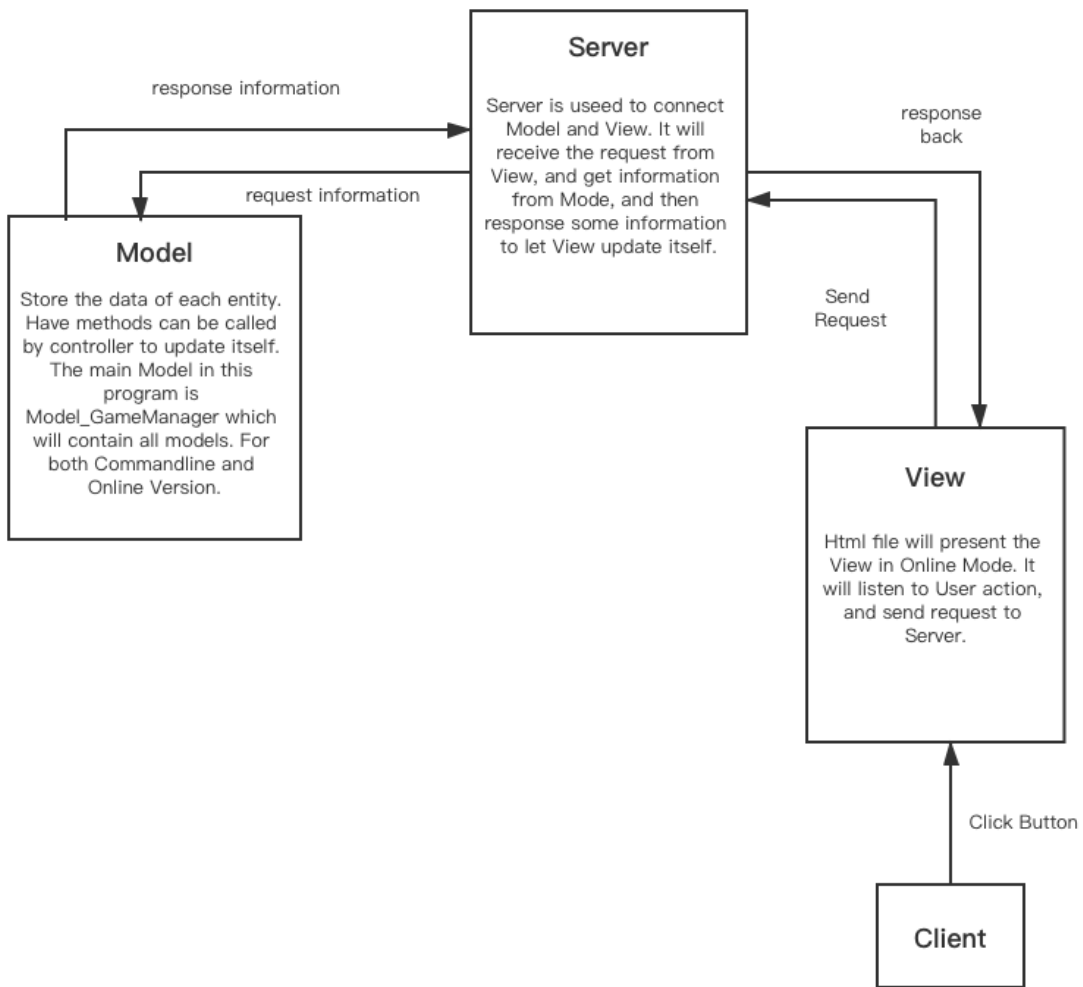 Server
Server is useed to connect
Model and View. It will
receive the request from
View, and get information
from Mode, and then
response some information
to let View update itself.
response information
request information
response
back
Send
Request
Model
Store the data of each entity.
Have methods can be called
by controller to update itself.
The main Model in this
program is
Model_GameManager which
will contain all models. For
both Commandline and
Online Version.
View
Html file will present the
View in Online Mode. It
will listen to User action,
and send request to
Server.
Click Button
Client